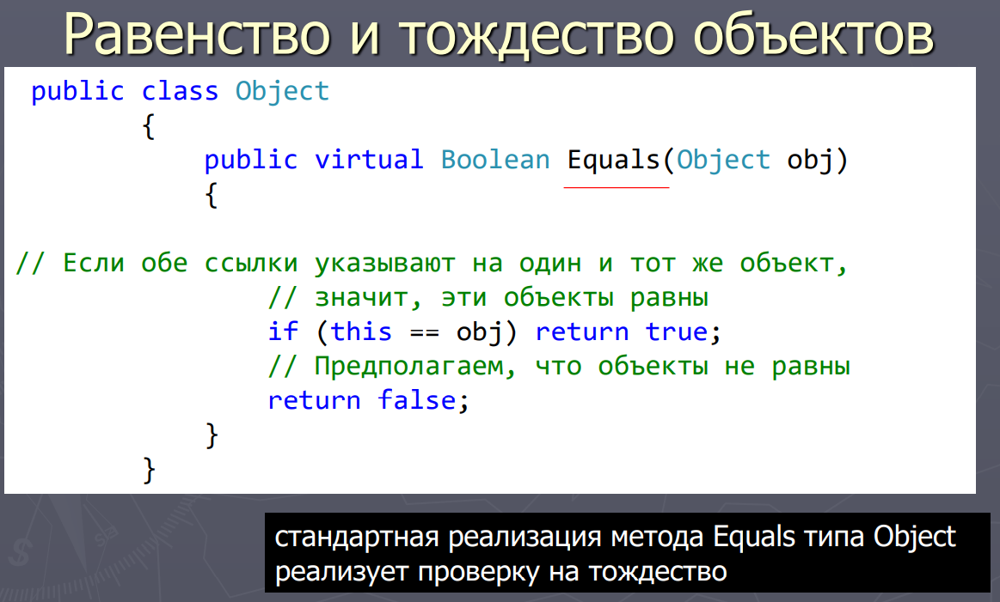 Равенство и тождество объектов
public class Object
{
public virtual Boolean Equals(Object obj)
{
// Если обе ссылки указывают на один и тот же объект,
// значит, эти объекты равны
if (this == obj) return true;
// Предполагаем, что объекты не равны
return false;
}
}
стандартная реализация метода Equals типа Object
реализует проверку на тождество
S